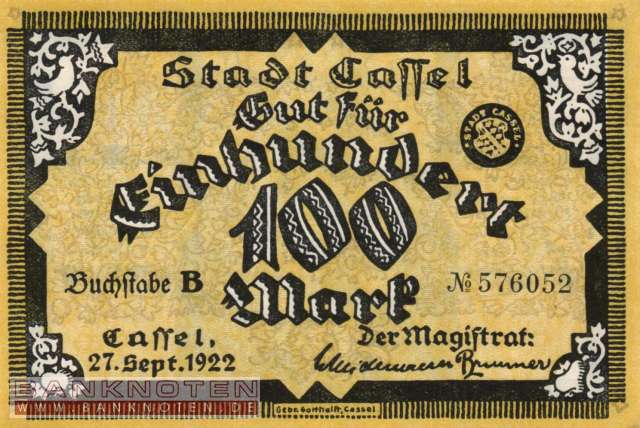 Stadt Cassel
Gut für
Einhundert
100
Mark
STADT CASSEL
Buchstabe B
№ 576052
Cassel,
27. Sept. 1922
Der Magistrat:
Brunner
BANKNOTEN
WWW.BANKNOTEN.DE
Gebr. Gotthelft, Cassel